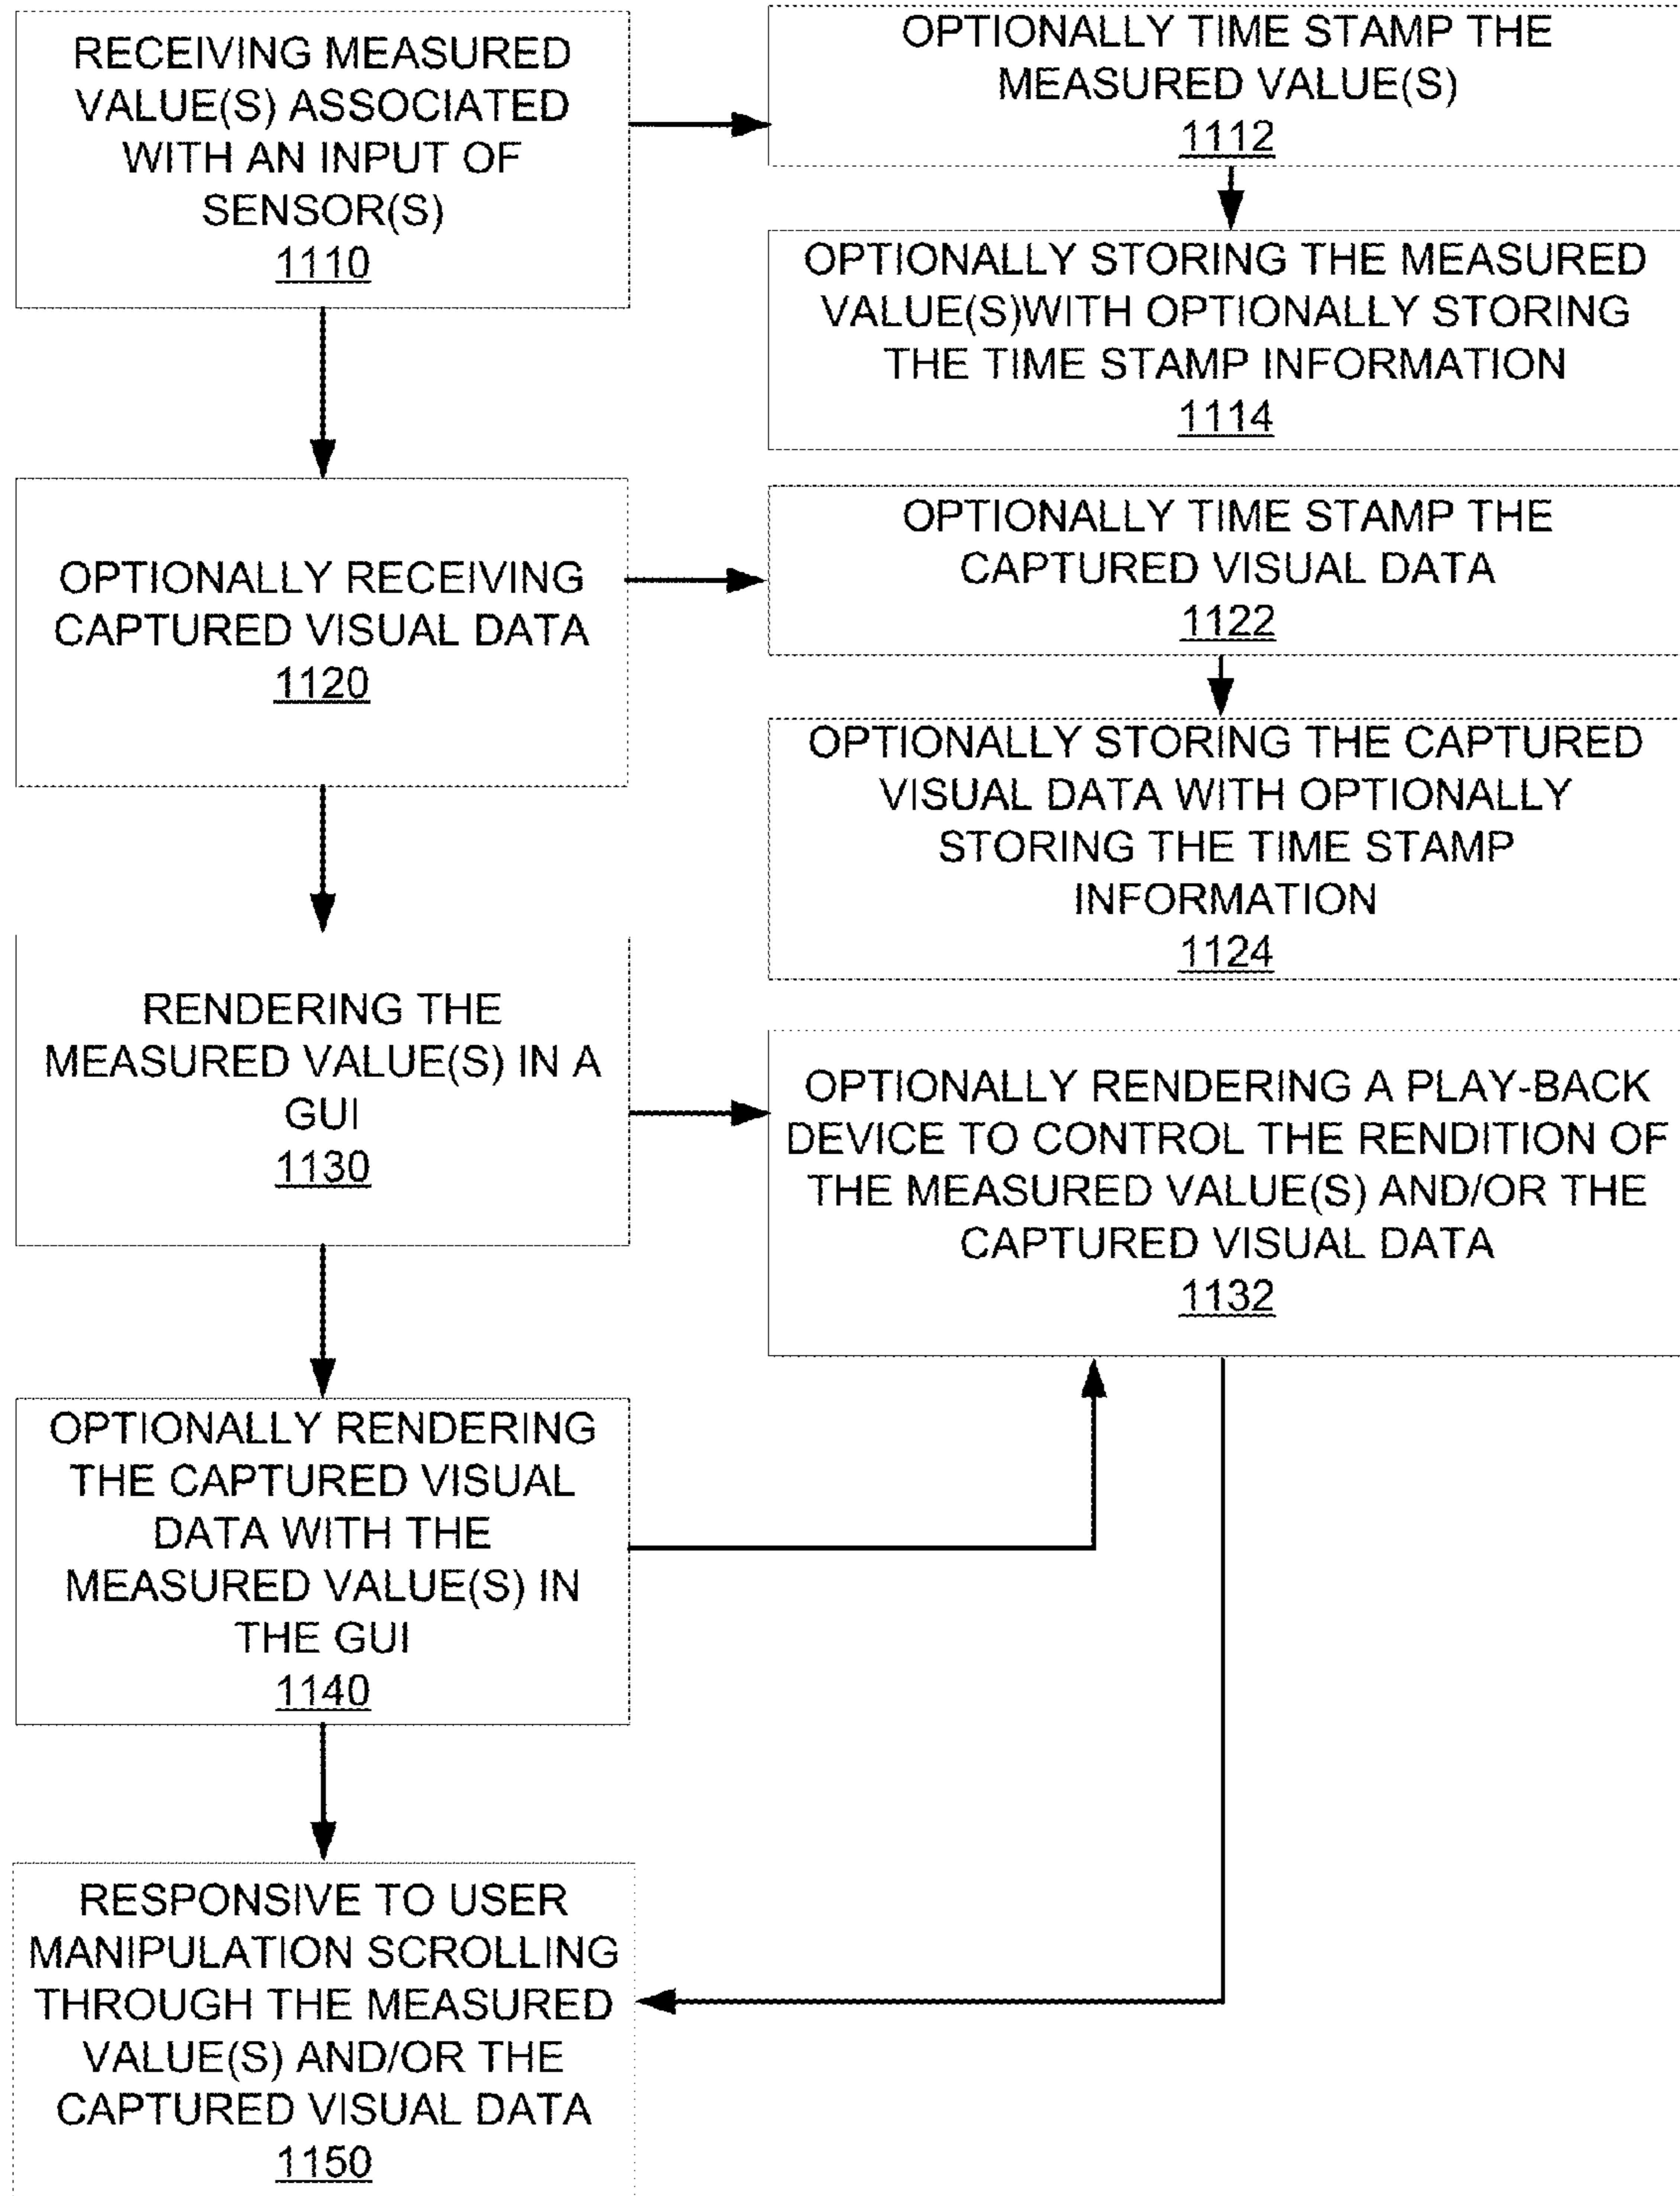 RECEIVING MEASURED
VALUE(S) ASSOCIATED
WITH AN INPUT OF
SENSOR(S)
1110
OPTIONALLY TIME STAMP THE
MEASURED VALUE(S)
1112
OPTIONALLY STORING THE MEASURED
VALUE(S)WITH OPTIONALLY STORING
THE TIME STAMP INFORMATION
1114
OPTIONALLY RECEIVING
CAPTURED VISUAL DATA
1120
OPTIONALLY TIME STAMP THE
CAPTURED VISUAL DATA
1122
OPTIONALLY STORING THE CAPTURED
VISUAL DATA WITH OPTIONALLY
STORING THE TIME STAMP
INFORMATION
1124
RENDERING THE
MEASURED VALUE(S) IN A
GUI
1130
OPTIONALLY RENDERING A PLAY-BACK
DEVICE TO CONTROL THE RENDITION OF
THE MEASURED VALUE(S) AND/OR THE
CAPTURED VISUAL DATA
1132
OPTIONALLY RENDERING
THE CAPTURED VISUAL
DATA WITH THE
MEASURED VALUE(S) IN
THE GUI
1140
RESPONSIVE TO USER
MANIPULATION SCROLLING
THROUGH THE MEASURED
VALUE(S) AND/OR THE
CAPTURED VISUAL DATA
1150